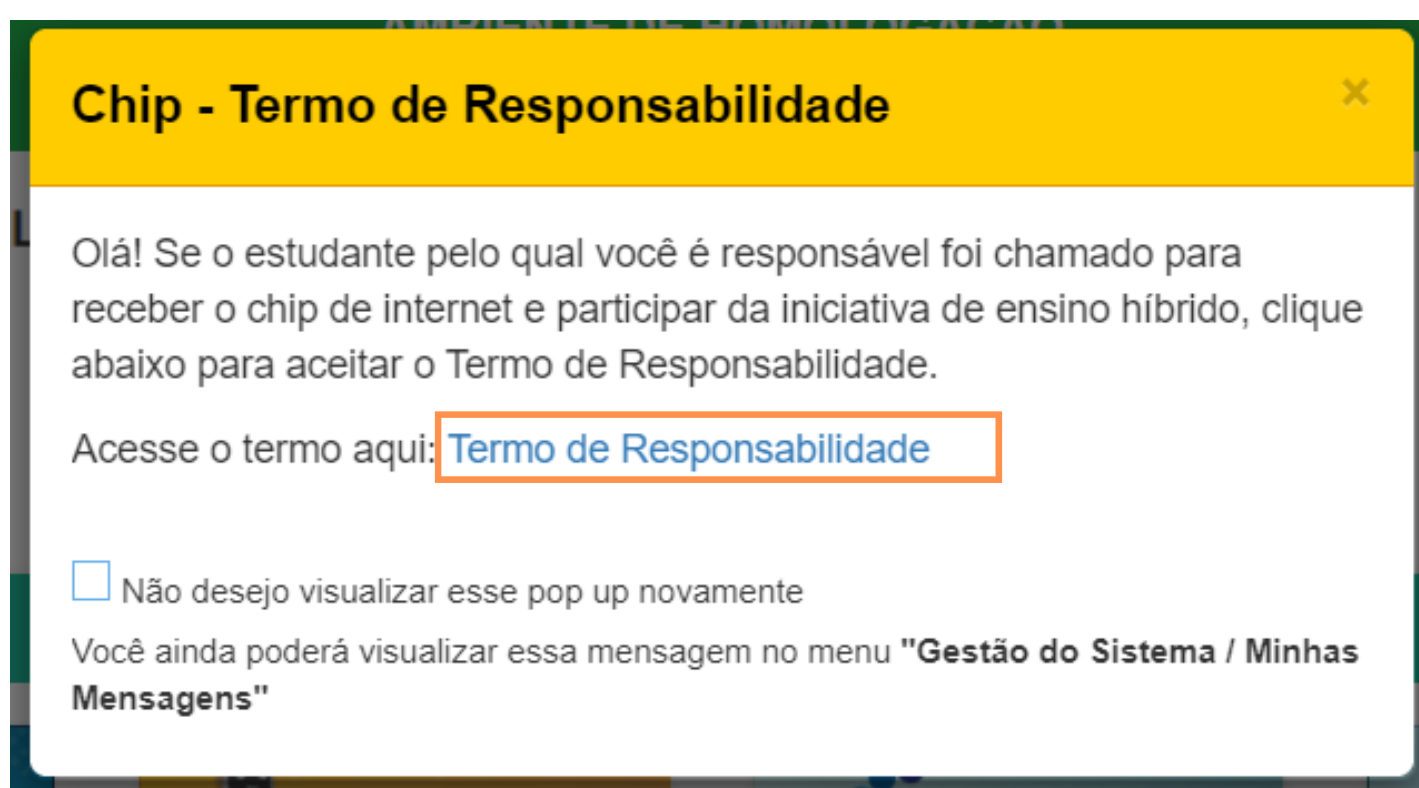 AMBIENTE DE HOMOLOGAÇÃO
Chip - Termo de Responsabilidade
×
Olá! Se o estudante pelo qual você é responsável foi chamado para
receber o chip de internet e participar da iniciativa de ensino híbrido, clique
abaixo para aceitar o Termo de Responsabilidade.
Acesse o termo aqui: Termo de Responsabilidade
Não desejo visualizar esse pop up novamente
Você ainda poderá visualizar essa mensagem no menu "Gestão do Sistema / Minhas
Mensagens"